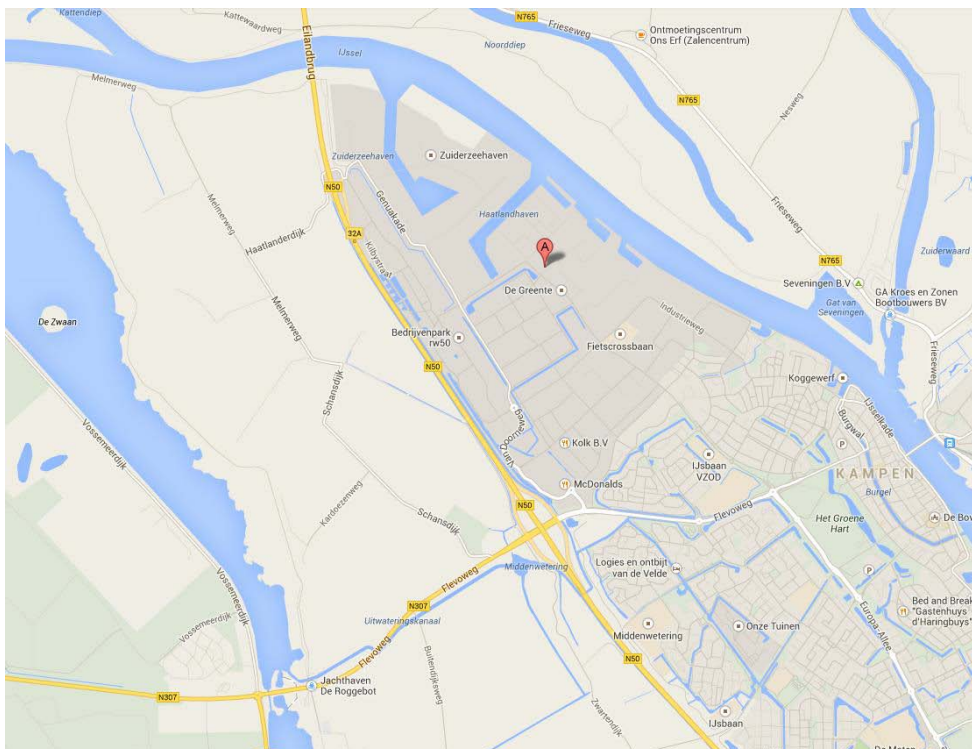 Kattendiep
Kattewaardweg
Eilandbrug
IJssel
Melmerweg
N765
Frieseweg
Noorddiep
Ontmoetingscentrum
Ons Erf (Zalencentrum)
N765
Nesweg
Zuiderzeehaven
Zuiderzeehaven
N50
Genuakade
Haatlandhaven
Frieseweg
Melmerweg
Haatlanderdijk
32A
Kilbystraat
A
N765
Zuiderwaard
Seveningen B.V
De Greente
GA Kroes en Zonen
Bootbouwers BV
Gat van
Seveningen
Industrieweg
De Zwaan
Melmerweg
Bedrijvenpark
rw50
Fietscrossbaan
Frieseweg
N50
Koggewerf
Schansdijk
IJsselkade
Burgwal
Vossemeerdijk
Van Doorneweg
Kolk B.V
P
IJsbaan
VZOD
KAMPEN
McDonalds
Burgel
Kardoezenweg
Schansdijk
N50
Flevoweg
Het Groene
Hart
De Bov
Middenwetering
Logies en ontbijt
van de Velde
P
Vossemeerdijk
Flevoweg
N307
Uitwateringskanaal
Europa-Allee
Bed and Break
"Gastenhuys
d'Haringbuys"
Vossemeerdijk
Middenwetering
Onze Tuinen
Flevoweg
Buitendijksweg
N50
Jachthaven
De Roggebot
N307
Zwartendijk
IJsbaan
De Maten